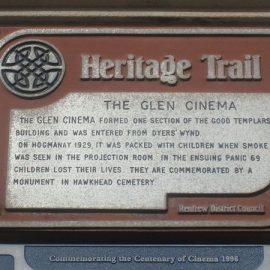 Heritage Trail
THE GLEN CINEMA
THE GLEN CINEMA FORMED ONE SECTION OF THE GOOD TEMPLARS
BUILDING AND WAS ENTERED FROM DYERS' WYND.
ON HOGMANAY 1929, IT WAS PACKED WITH CHILDREN WHEN SMOKE
WAS SEEN IN THE PROJECTION ROOM. IN THE ENSUING PANIC 69
CHILDREN LOST THEIR LIVES. THEY ARE COMMEMORATED BY A
MONUMENT IN HAWKHEAD CEMETERY.
Renfrew District Council
Commemorating the Centenary of Cinema 1996